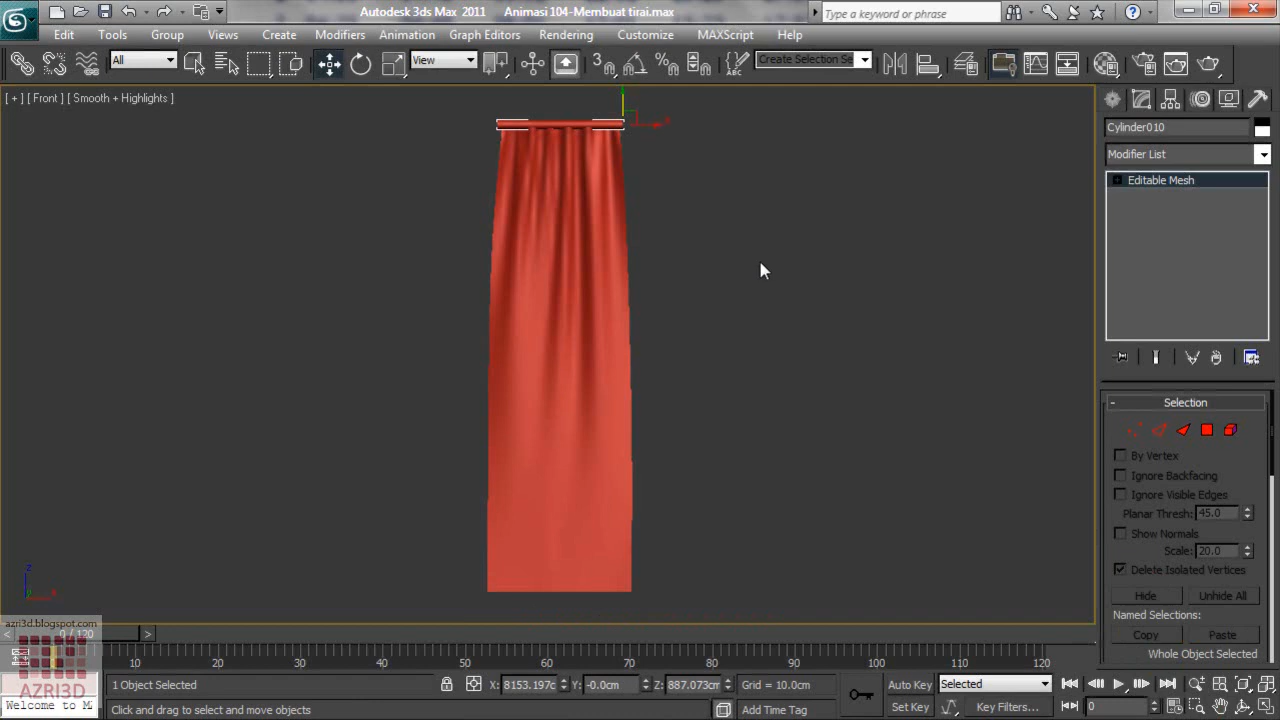 Autodesk 3ds Max 2011 Animasi 104-Membuat tirai.max
Type a keyword or phrase
Edit Tools Group Views Create Modifiers Animation Graph Editors Rendering Customize MAXScript Help
All
View
Create Selection Se
[ + ] [ Front ] [ Smooth + Highlights ]
Cylinder010
Modifier List
Editable Mesh
Selection
By Vertex
Ignore Backfacing
Ignore Visible Edges
Planar Thresh: 45.0
Show Normals
Scale: 20.0
Delete Isolated Vertices
Hide Unhide All
Named Selections:
Copy Paste
Whole Object Selected
azri3d.blogspot.com
0 / 120
10 20 30 40 50 60 70 80 90 100 110 120
AZRI3D
1 Object Selected X: 8153.197c Y: -0.0cm Z: 887.073cm Grid = 10.0cm Auto Key Selected
Welcome to M
Click and drag to select and move objects Add Time Tag Set Key Key Filters... 0